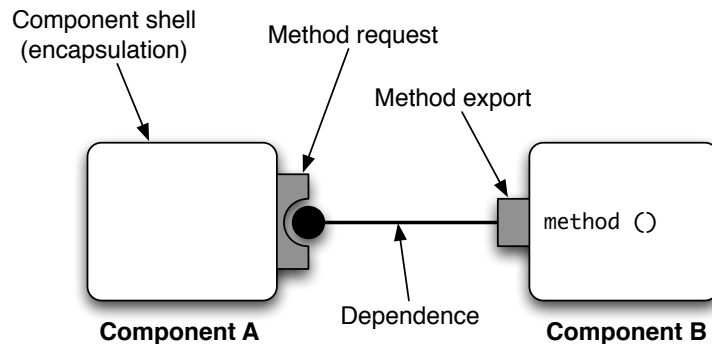 Component shell
(encapsulation)
Method request
Method export
method ()
Dependence
Component A
Component B